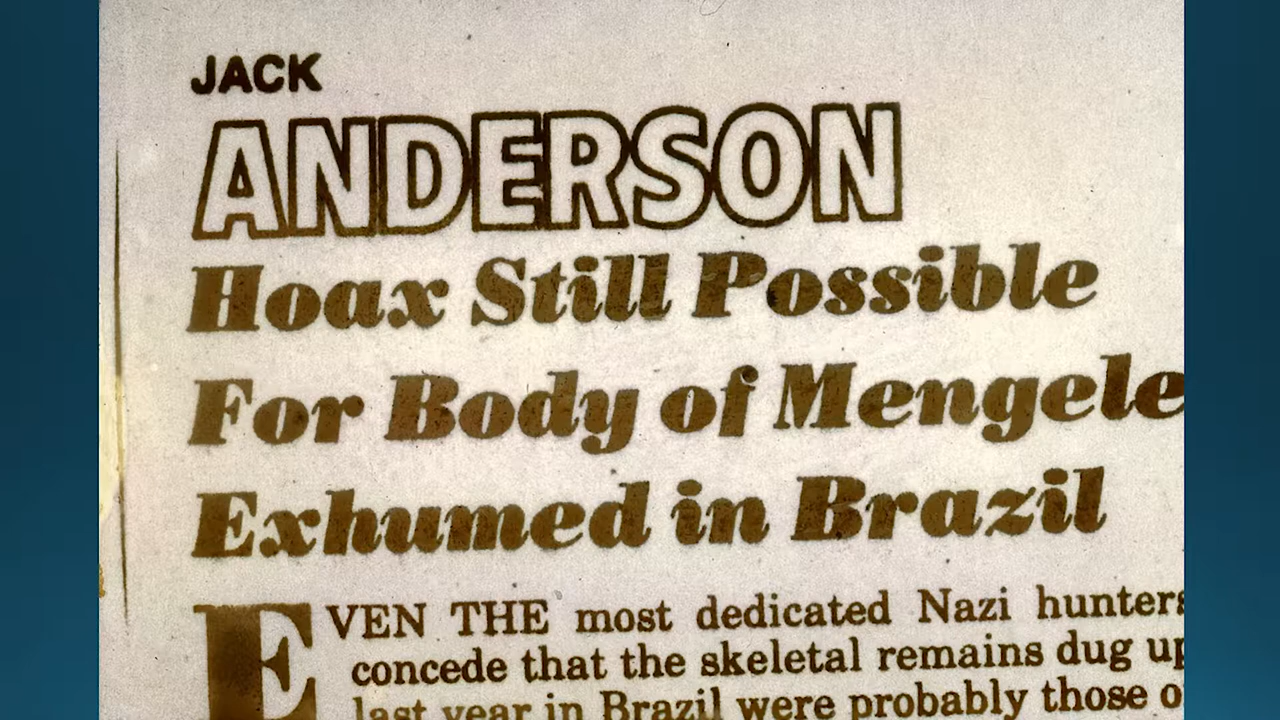 JACK
ANDERSON
Hoax Still Possible
For Body of Mengele
Exhumed in Brazil
EVEN THE most dedicated Nazi hunters
concede that the skeletal remains dug up
last year in Brazil were probably those o